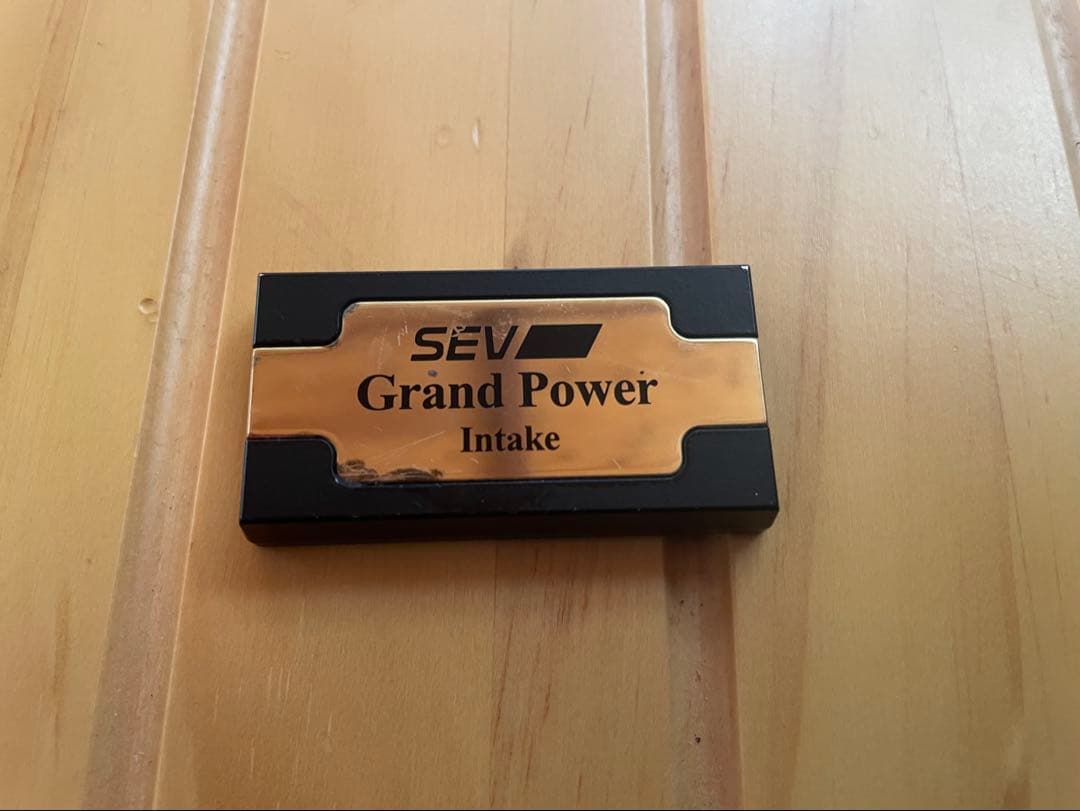 SEV
Grand Power
Intake